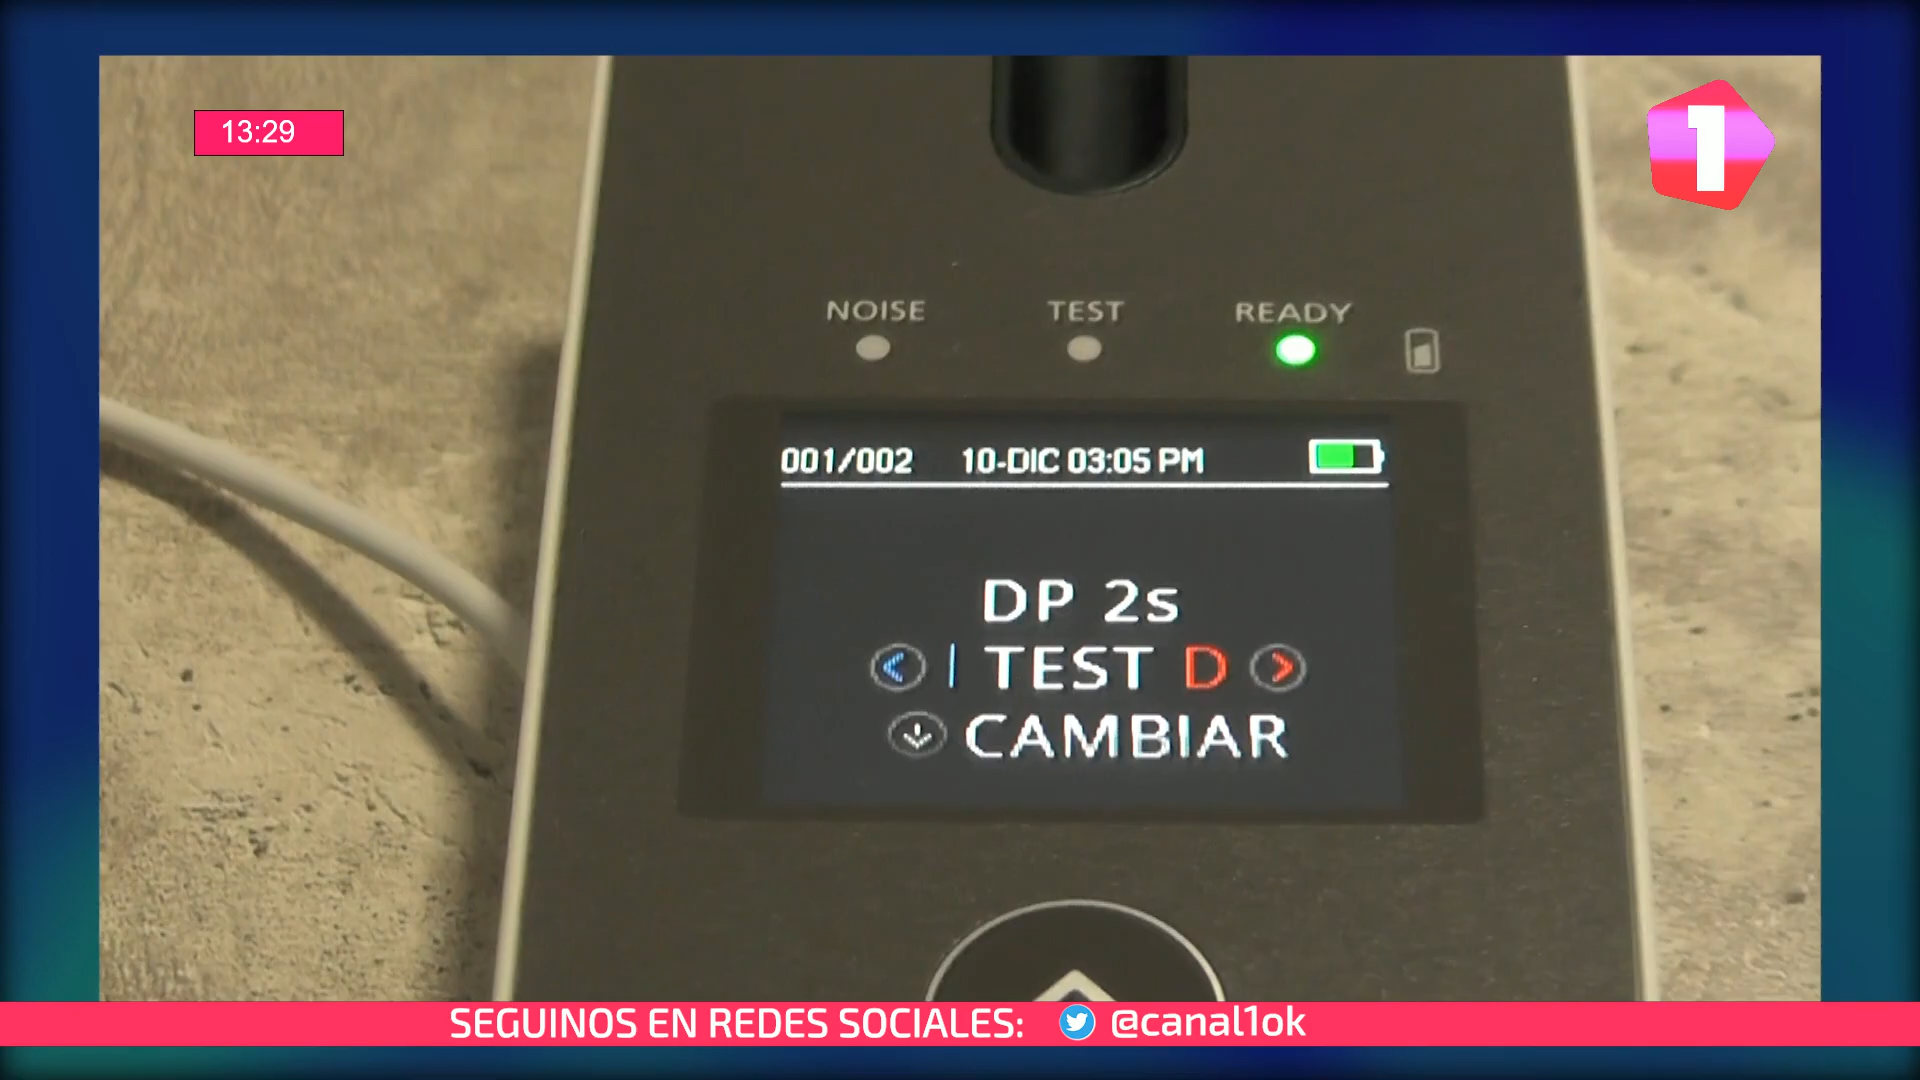 13:29
1
NOISE TEST READY
001/002 10-DIC 03:05 PM
DP 2s
I TEST D
CAMBIAR
SEGUINOS EN REDES SOCIALES: @canal1ok